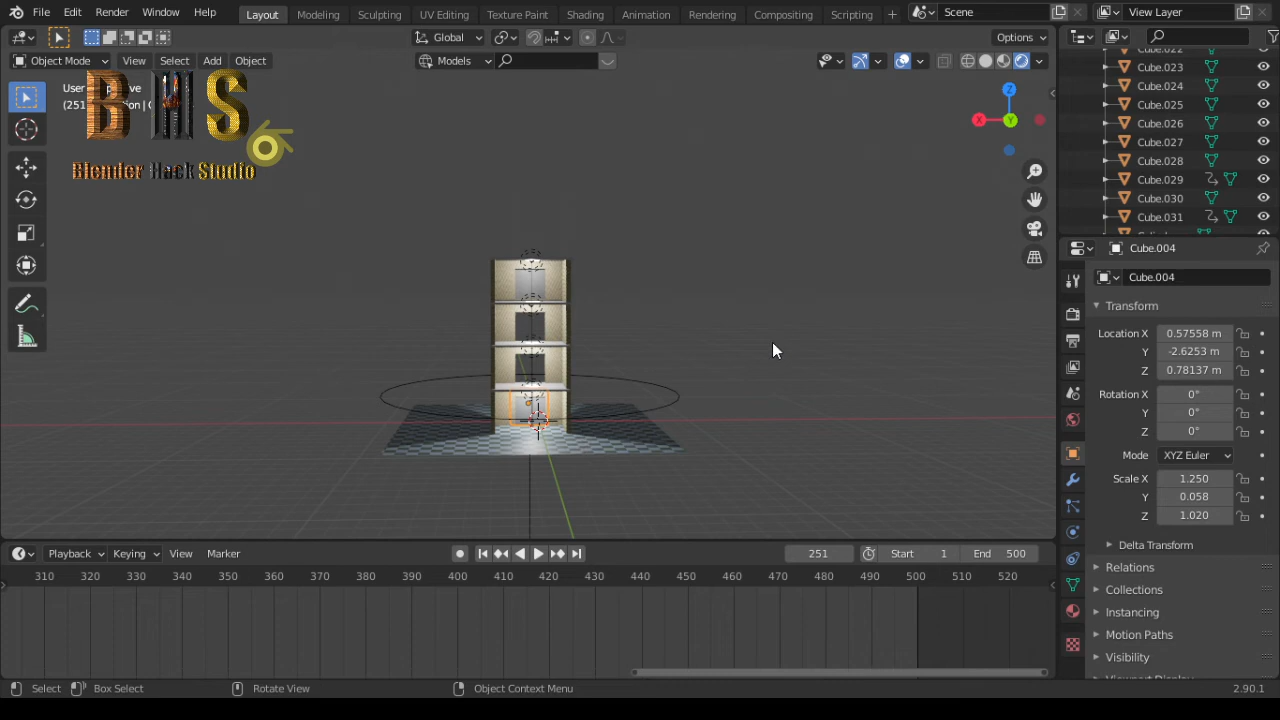 File Edit Render Window Help Layout Modeling Sculpting UV Editing Texture Paint Shading Animation Rendering Compositing Scripting Scene View Layer
Global Options
Object Mode View Select Add Object Models
(251
BHS
Blender Hack Studio
X
Y
Z
Cube.023
Cube.024
Cube.025
Cube.026
Cube.027
Cube.028
Cube.029
Cube.030
Cube.031
Cube.004
Cube.004
Transform
Location X 0.57558 m
Y -2.6253 m
Z 0.78137 m
Rotation X 0°
Y 0°
Z 0°
Mode XYZ Euler
Scale X 1.250
Y 0.058
Z 1.020
Delta Transform
Relations
Collections
Instancing
Motion Paths
Visibility
Playback Keying View Marker 251 Start 1 End 500
310 320 330 340 350 360 370 380 390 400 410 420 430 440 450 460 470 480 490 500 510 520
Select Box Select Rotate View Object Context Menu 2.90.1